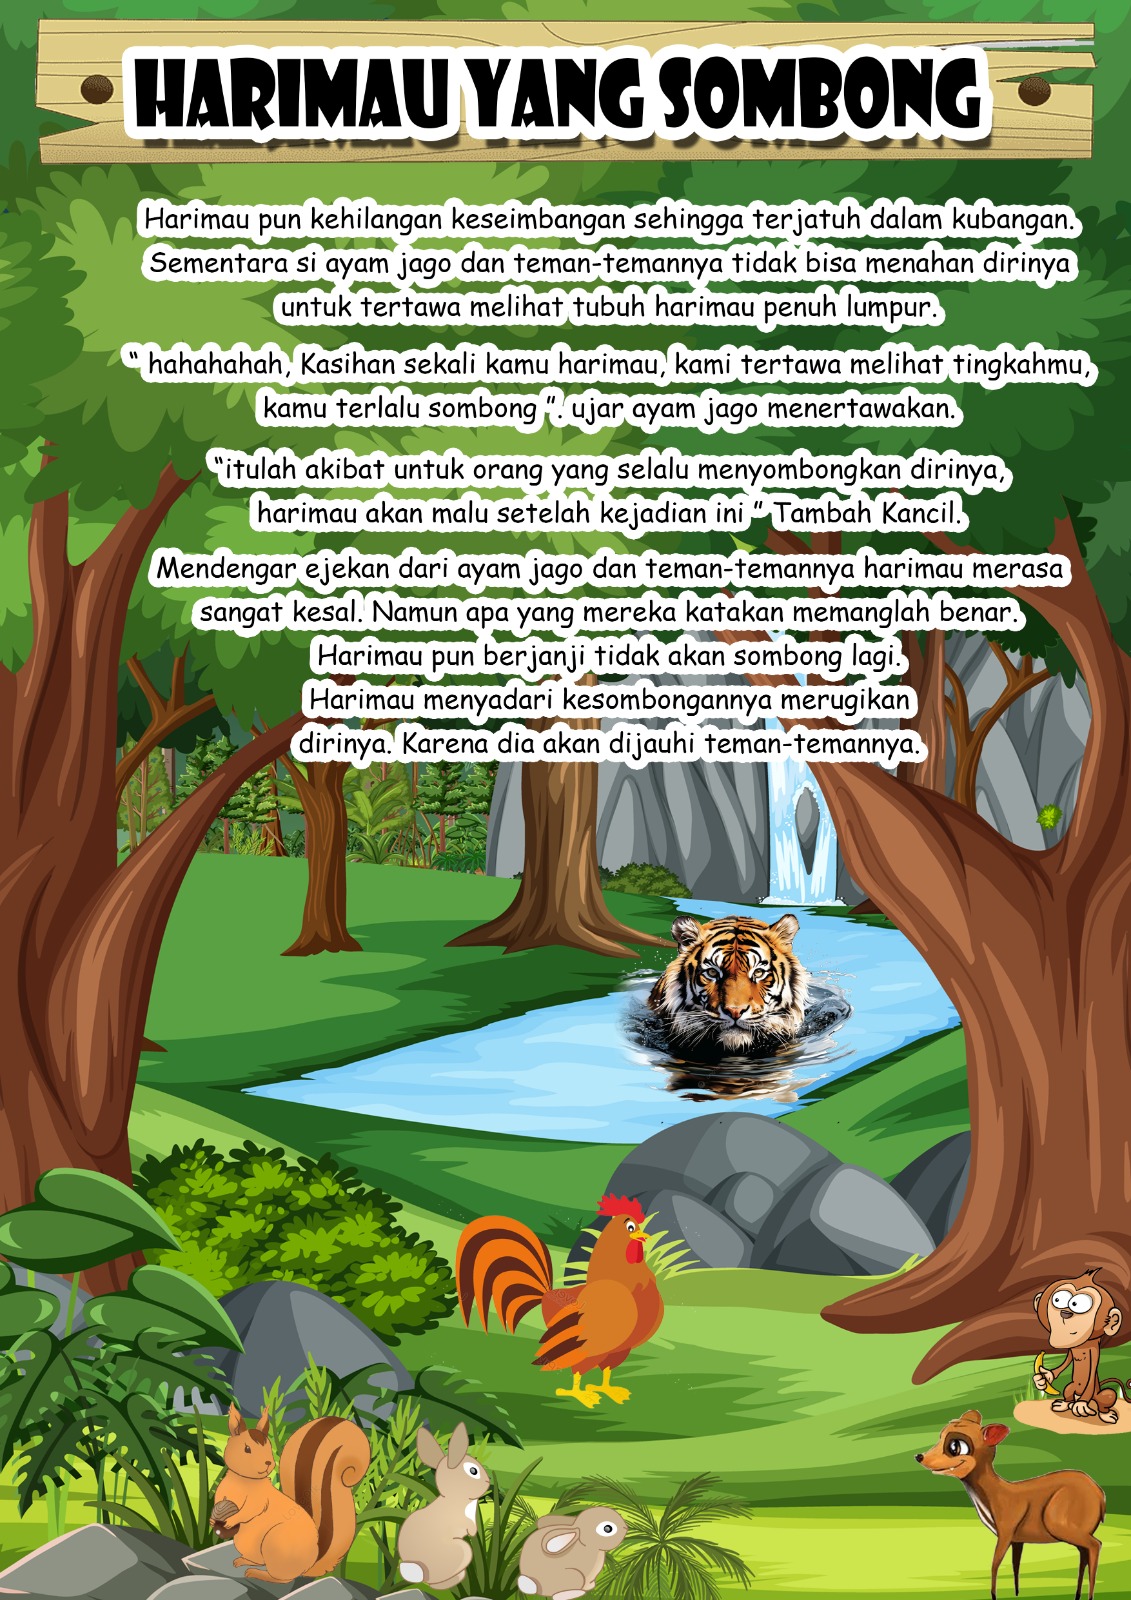 HARIMAU YANG SOMBONG
Harimau pun kehilangan keseimbangan sehingga terjatuh dalam kubangan.
Sementara si ayam jago dan teman-temannya tidak bisa menahan dirinya
untuk tertawa melihat tubuh harimau penuh lumpur.
“ hahahahah, Kasihan sekali kamu harimau, kami tertawa melihat tingkahmu,
kamu terlalu sombong ”. ujar ayam jago menertawakan.
“itulah akibat untuk orang yang selalu menyombongkan dirinya,
harimau akan malu setelah kejadian ini ” Tambah Kancil.
Mendengar ejekan dari ayam jago dan teman-temannya harimau merasa
sangat kesal. Namun apa yang mereka katakan memanglah benar.
Harimau pun berjanji tidak akan sombong lagi.
Harimau menyadari kesombongannya merugikan
dirinya. Karena dia akan dijauhi teman-temannya.